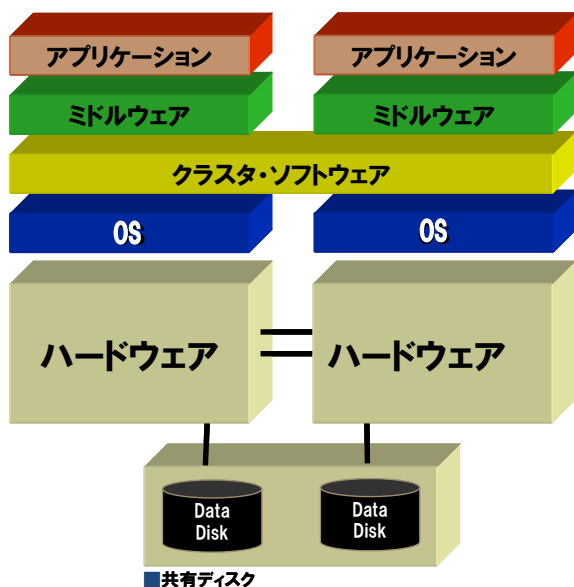 アプリケーション
アプリケーション
ミドルウェア
ミドルウェア
クラスタ・ソフトウェア
OS
OS
ハードウェア
ハードウェア
Data
Disk
Data
Disk
共有ディスク